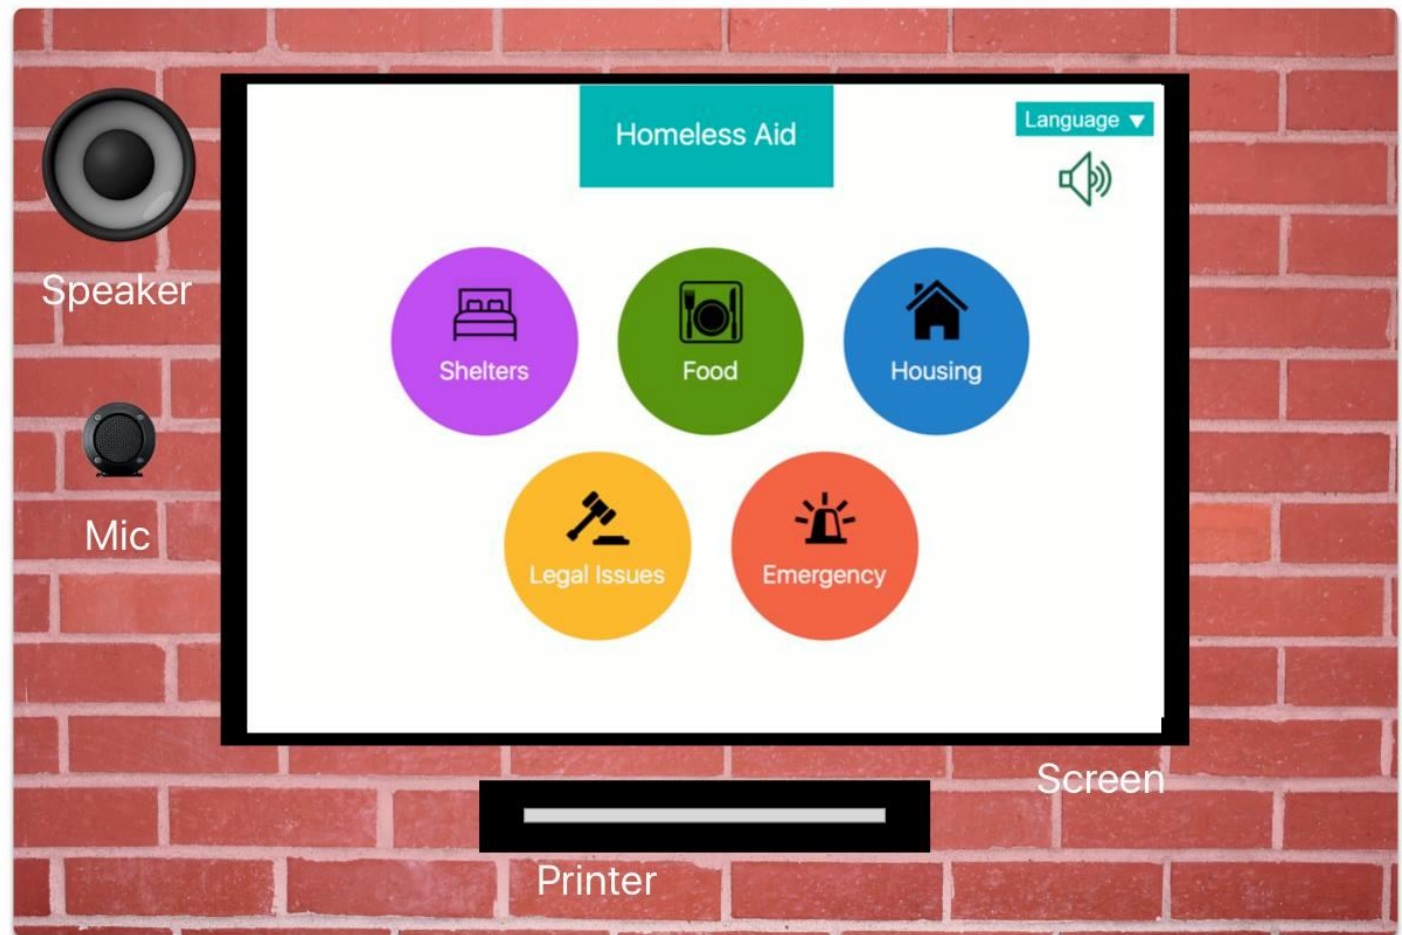 Homeless Aid
Language
Speaker
Shelters
Food
Housing
Mic
Legal Issues
Emergency
Screen
Printer